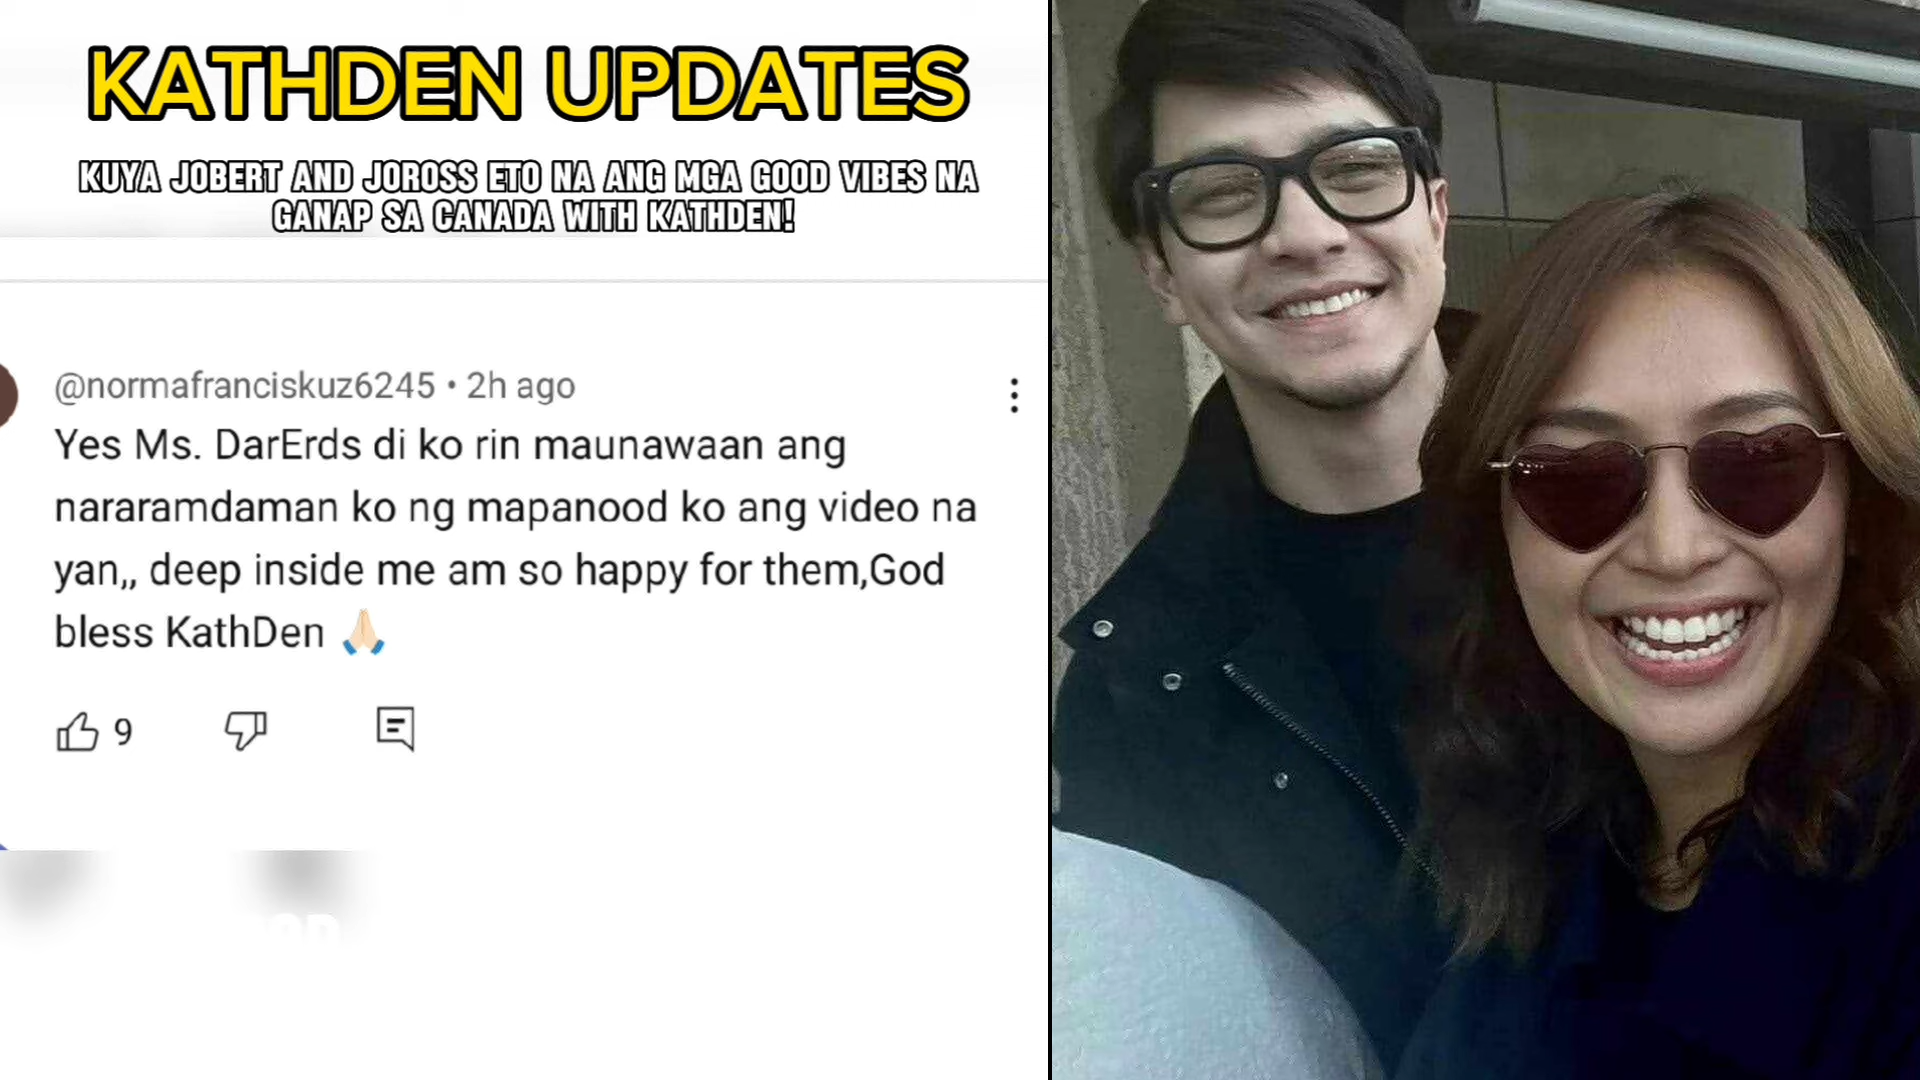 KATHDEN UPDATES
KUYA JOBERT AND JOROSS ETO NA ANG MGA GOOD VIBES NA
GANAP SA CANADA WITH KATHDEN!
@normafranciskuz6245 • 2h ago
Yes Ms. DarErds di ko rin maunawaan ang
nararamdaman ko ng mapanood ko ang video na
yan,, deep inside me am so happy for them,God
bless KathDen 🙏🏻
9